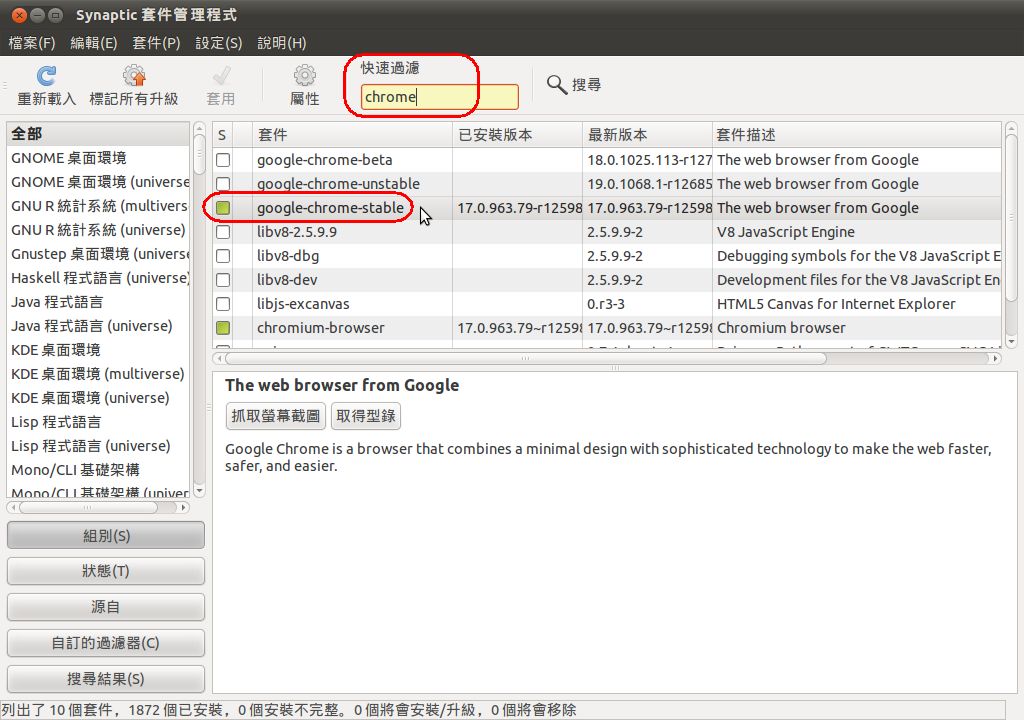 Synaptic 套件管理程式
檔案(F) 編輯(E) 套件(P) 設定(S) 說明(H)
重新載入 標記所有升級 套用 屬性 快速過濾 搜尋
chrome
全部
GNOME 桌面環境
GNOME 桌面環境 (universe
GNU R 統計系統 (multivers
GNU R 統計系統 (universe)
Gnustep 桌面環境 (universe
Haskell 程式語言 (universe)
Java 程式語言
Java 程式語言 (universe)
KDE 桌面環境
KDE 桌面環境 (multiverse)
KDE 桌面環境 (universe)
Lisp 程式語言
Lisp 程式語言 (universe)
Mono/CLI 基礎架構
Mono/CLI 基礎架構 (univer
組別(S)
狀態(T)
源自
自訂的過濾器(C)
搜尋結果(S)
S 套件 已安裝版本 最新版本 套件描述
google-chrome-beta 18.0.1025.113-r127 The web browser from Google
google-chrome-unstable 19.0.1068.1-r12685 The web browser from Google
google-chrome-stable 17.0.963.79-r12598 17.0.963.79-r12598 The web browser from Google
libv8-2.5.9.9 2.5.9.9-2 V8 JavaScript Engine
libv8-dbg 2.5.9.9-2 Debugging symbols for the V8 JavaScript E
libv8-dev 2.5.9.9-2 Development files for the V8 JavaScript En
libjs-excanvas 0.r3-3 HTML5 Canvas for Internet Explorer
chromium-browser 17.0.963.79~r12598 17.0.963.79~r12598 Chromium browser
The web browser from Google
抓取螢幕截圖 取得型錄
Google Chrome is a browser that combines a minimal design with sophisticated technology to make the web faster,
safer, and easier.
列出了 10 個套件，1872 個已安裝，0 個安裝不完整。0 個將會安裝/升級，0 個將會移除